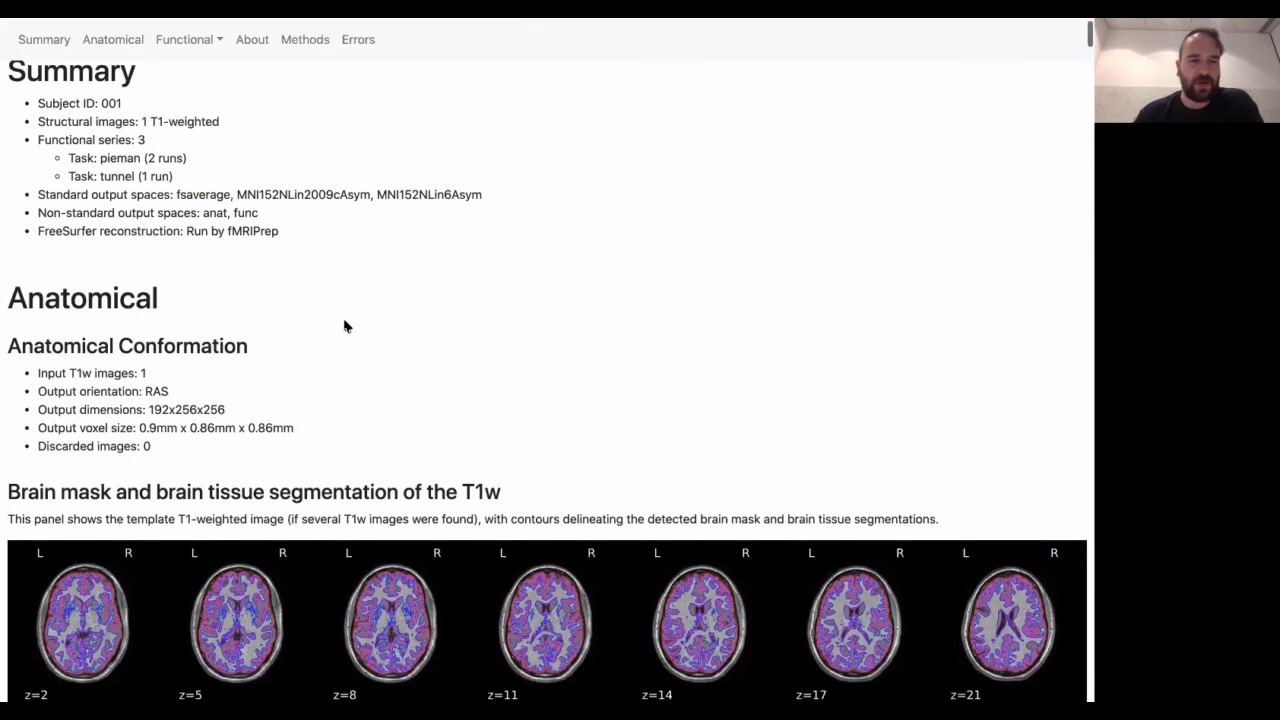 Summary Anatomical Functional About Methods Errors
Summary
Subject ID: 001
Structural images: 1 T1-weighted
Functional series: 3
Task: pieman (2 runs)
Task: tunnel (1 run)
Standard output spaces: fsaverage, MNI152NLin2009cAsym, MNI152NLin6Asym
Non-standard output spaces: anat, func
FreeSurfer reconstruction: Run by fMRIPrep
Anatomical
Anatomical Conformation
Input T1w images: 1
Output orientation: RAS
Output dimensions: 192x256x256
Output voxel size: 0.9mm x 0.86mm x 0.86mm
Discarded images: 0
Brain mask and brain tissue segmentation of the T1w
This panel shows the template T1-weighted image (if several T1w images were found), with contours delineating the detected brain mask and brain tissue segmentations.
L R L R L R L R L R L R L R
z=2 z=5 z=8 z=11 z=14 z=17 z=21